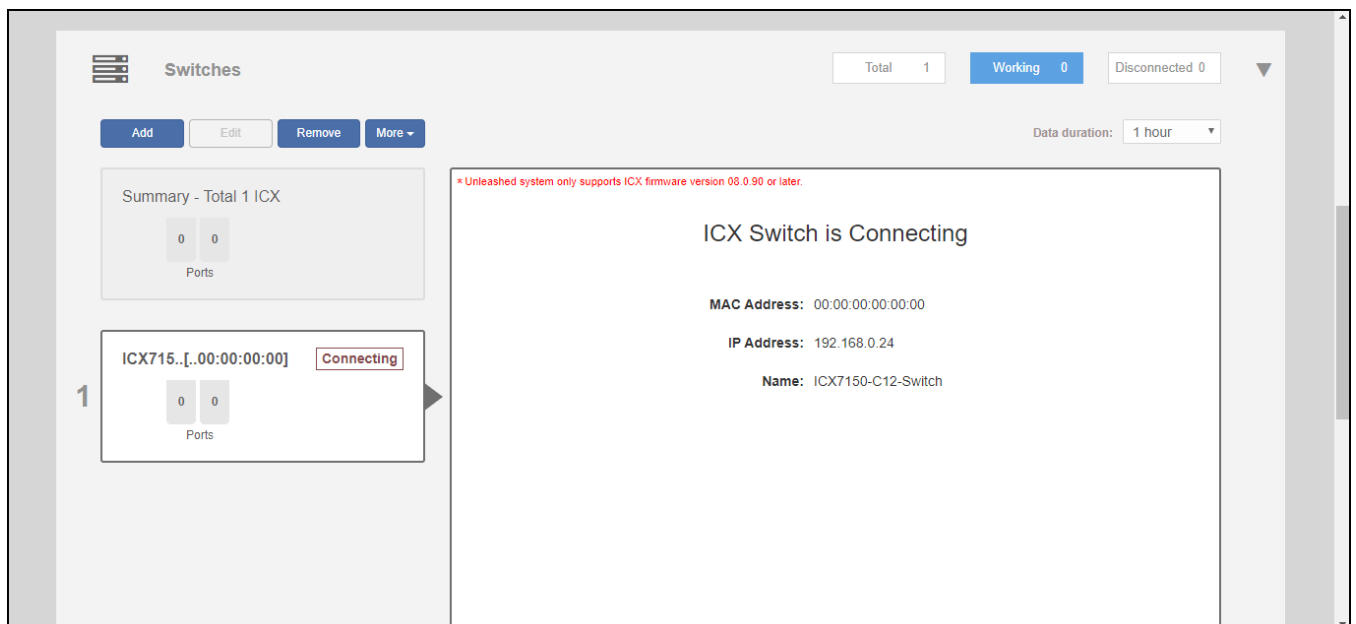 Switches
Total 1
Working 0
Disconnected 0
Add
Edit
Remove
More
Data duration: 1 hour
Summary - Total 1 ICX
0 0
Ports
1
ICX715..[..00:00:00:00]
Connecting
0 0
Ports
* Unleashed system only supports ICX firmware version 08.0.90 or later.
ICX Switch is Connecting
MAC Address: 00:00:00:00:00:00
IP Address: 192.168.0.24
Name: ICX7150-C12-Switch